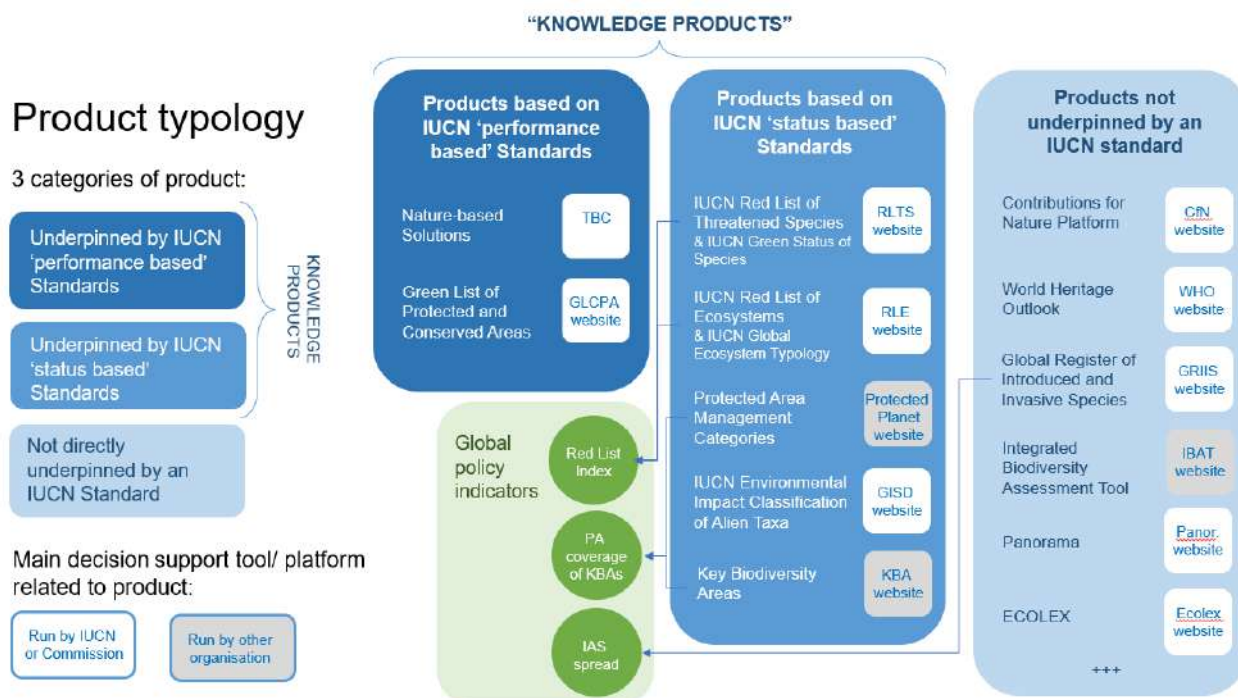 “KNOWLEDGE PRODUCTS”
Product typology
3 categories of product:
Underpinned by IUCN
‘performance based’
Standards
Underpinned by IUCN
‘status based’
Standards
KNOWLEDGE
PRODUCTS
Not directly
underpinned by an
IUCN Standard
Main decision support tool/ platform
related to product:
Run by IUCN
or Commission
Run by other
organisation
Products based on
IUCN ‘performance
based’ Standards
Nature-based
Solutions
TBC
Green List of
Protected and
Conserved Areas
GLCPA
website
Global
policy
indicators
Red List
Index
PA
coverage
of KBAs
IAS
spread
Products based on
IUCN ‘status based’
Standards
IUCN Red List of
Threatened Species
& IUCN Green Status of
Species
RLTS
website
IUCN Red List of
Ecosystems
& IUCN Global
Ecosystem Typology
RLE
website
Protected Area
Management
Categories
Protected
Planet
website
IUCN Environmental
Impact Classification
of Alien Taxa
GISD
website
Key Biodiversity
Areas
KBA
website
Products not
underpinned by an
IUCN standard
Contributions for
Nature Platform
CfN
website
World Heritage
Outlook
WHO
website
Global Register of
Introduced and
Invasive Species
GRIIS
website
Integrated
Biodiversity
Assessment Tool
IBAT
website
Panorama
Panor.
website
ECOLEX
Ecolex
website
+++